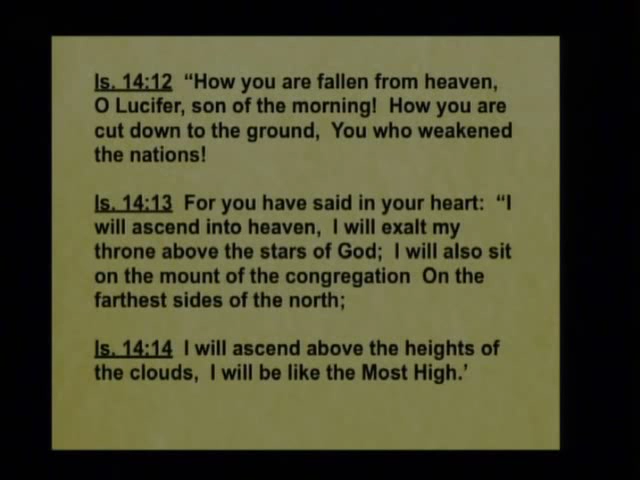 Is. 14:12 “How you are fallen from heaven,
O Lucifer, son of the morning! How you are
cut down to the ground, You who weakened
the nations!
Is. 14:13 For you have said in your heart: “I
will ascend into heaven, I will exalt my
throne above the stars of God; I will also sit
on the mount of the congregation On the
farthest sides of the north;
Is. 14:14 I will ascend above the heights of
the clouds, I will be like the Most High.’